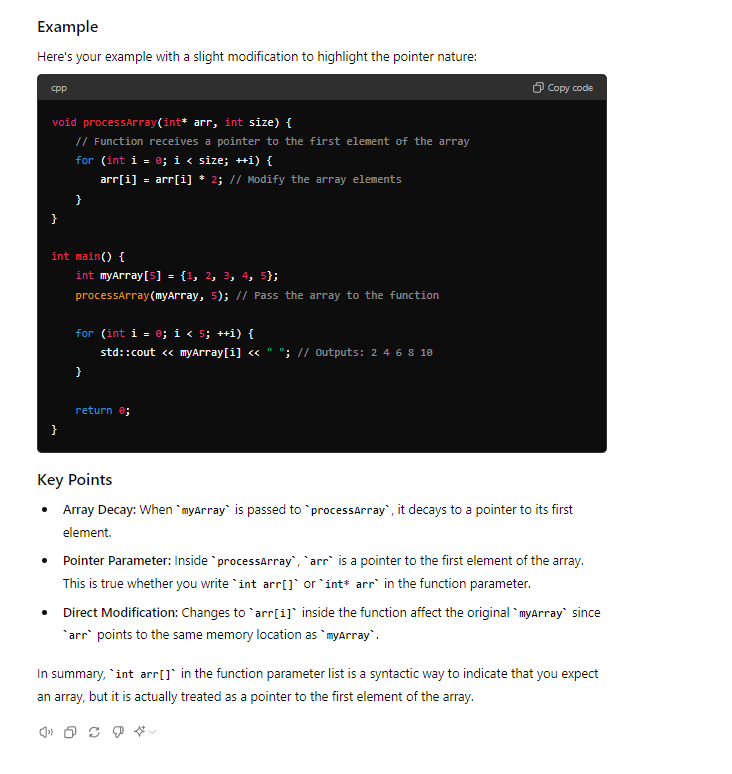 Example
Here's your example with a slight modification to highlight the pointer nature:
cpp
Copy code
void processArray(int* arr, int size) {
    // Function receives a pointer to the first element of the array
    for (int i = 0; i < size; ++i) {
        arr[i] = arr[i] * 2; // Modify the array elements
    }
}

int main() {
    int myArray[5] = {1, 2, 3, 4, 5};
    processArray(myArray, 5); // Pass the array to the function

    for (int i = 0; i < 5; ++i) {
        std::cout << myArray[i] << " "; // Outputs: 2 4 6 8 10
    }

    return 0;
}
Key Points
• Array Decay: When `myArray` is passed to `processArray`, it decays to a pointer to its first
element.
• Pointer Parameter: Inside `processArray`, `arr` is a pointer to the first element of the array.
This is true whether you write `int arr[]` or `int* arr` in the function parameter.
• Direct Modification: Changes to `arr[i]` inside the function affect the original `myArray` since
`arr` points to the same memory location as `myArray`.
In summary, `int arr[]` in the function parameter list is a syntactic way to indicate that you expect
an array, but it is actually treated as a pointer to the first element of the array.